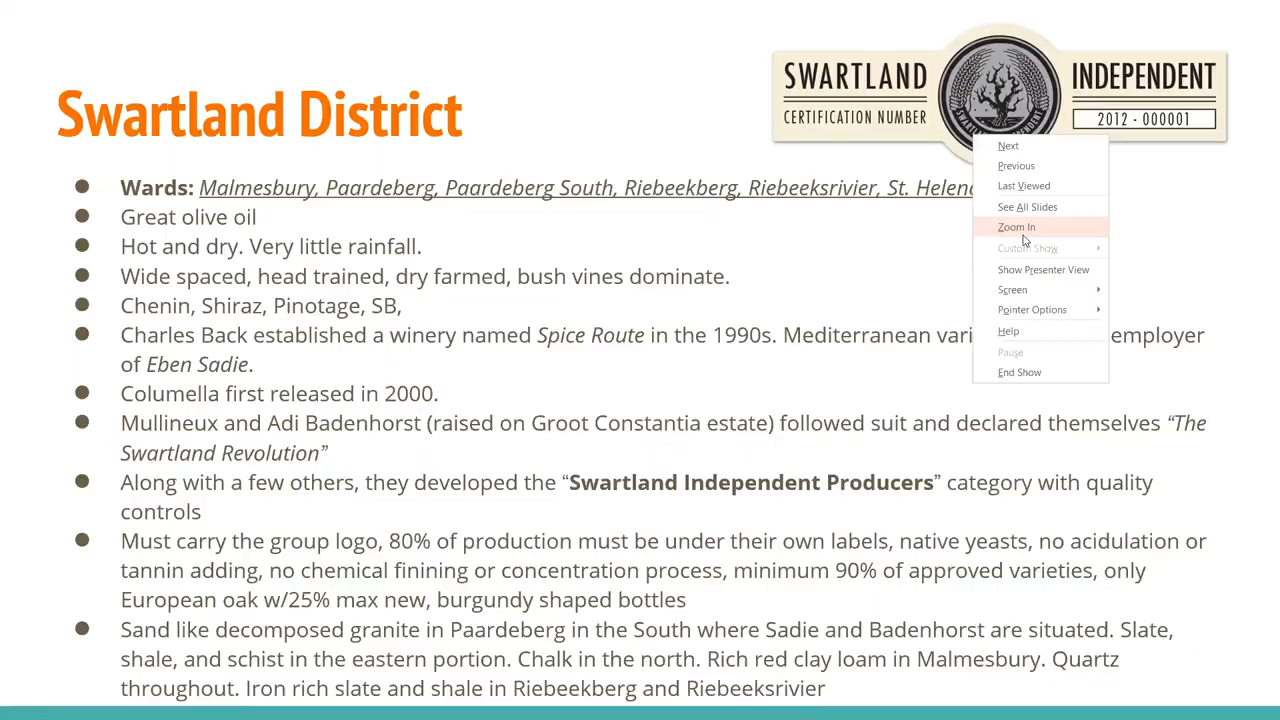 SWARTLAND INDEPENDENT
CERTIFICATION NUMBER 2012 - 000001
Swartland District
Wards: Malmesbury, Paardeberg, Paardeberg South, Riebeekberg, Riebeeksrivier, St.
Great olive oil
Hot and dry. Very little rainfall.
Wide spaced, head trained, dry farmed, bush vines dominate.
Chenin, Shiraz, Pinotage, SB,
Charles Back established a winery named Spice Route in the 1990s. Mediterranean employer
of Eben Sadie.
Columella first released in 2000.
Mullineux and Adi Badenhorst (raised on Groot Constantia estate) followed suit and declared themselves “The
Swartland Revolution”
Along with a few others, they developed the “Swartland Independent Producers” category with quality
controls
Must carry the group logo, 80% of production must be under their own labels, native yeasts, no acidulation or
tannin adding, no chemical finining or concentration process, minimum 90% of approved varieties, only
European oak w/25% max new, burgundy shaped bottles
Sand like decomposed granite in Paardeberg in the South where Sadie and Badenhorst are situated. Slate,
shale, and schist in the eastern portion. Chalk in the north. Rich red clay loam in Malmesbury. Quartz
throughout. Iron rich slate and shale in Riebeekberg and Riebeeksrivier
Next
Previous
Last Viewed
See All Slides
Zoom In
Custom Show
Show Presenter View
Screen
Pointer Options
Help
Pause
End Show